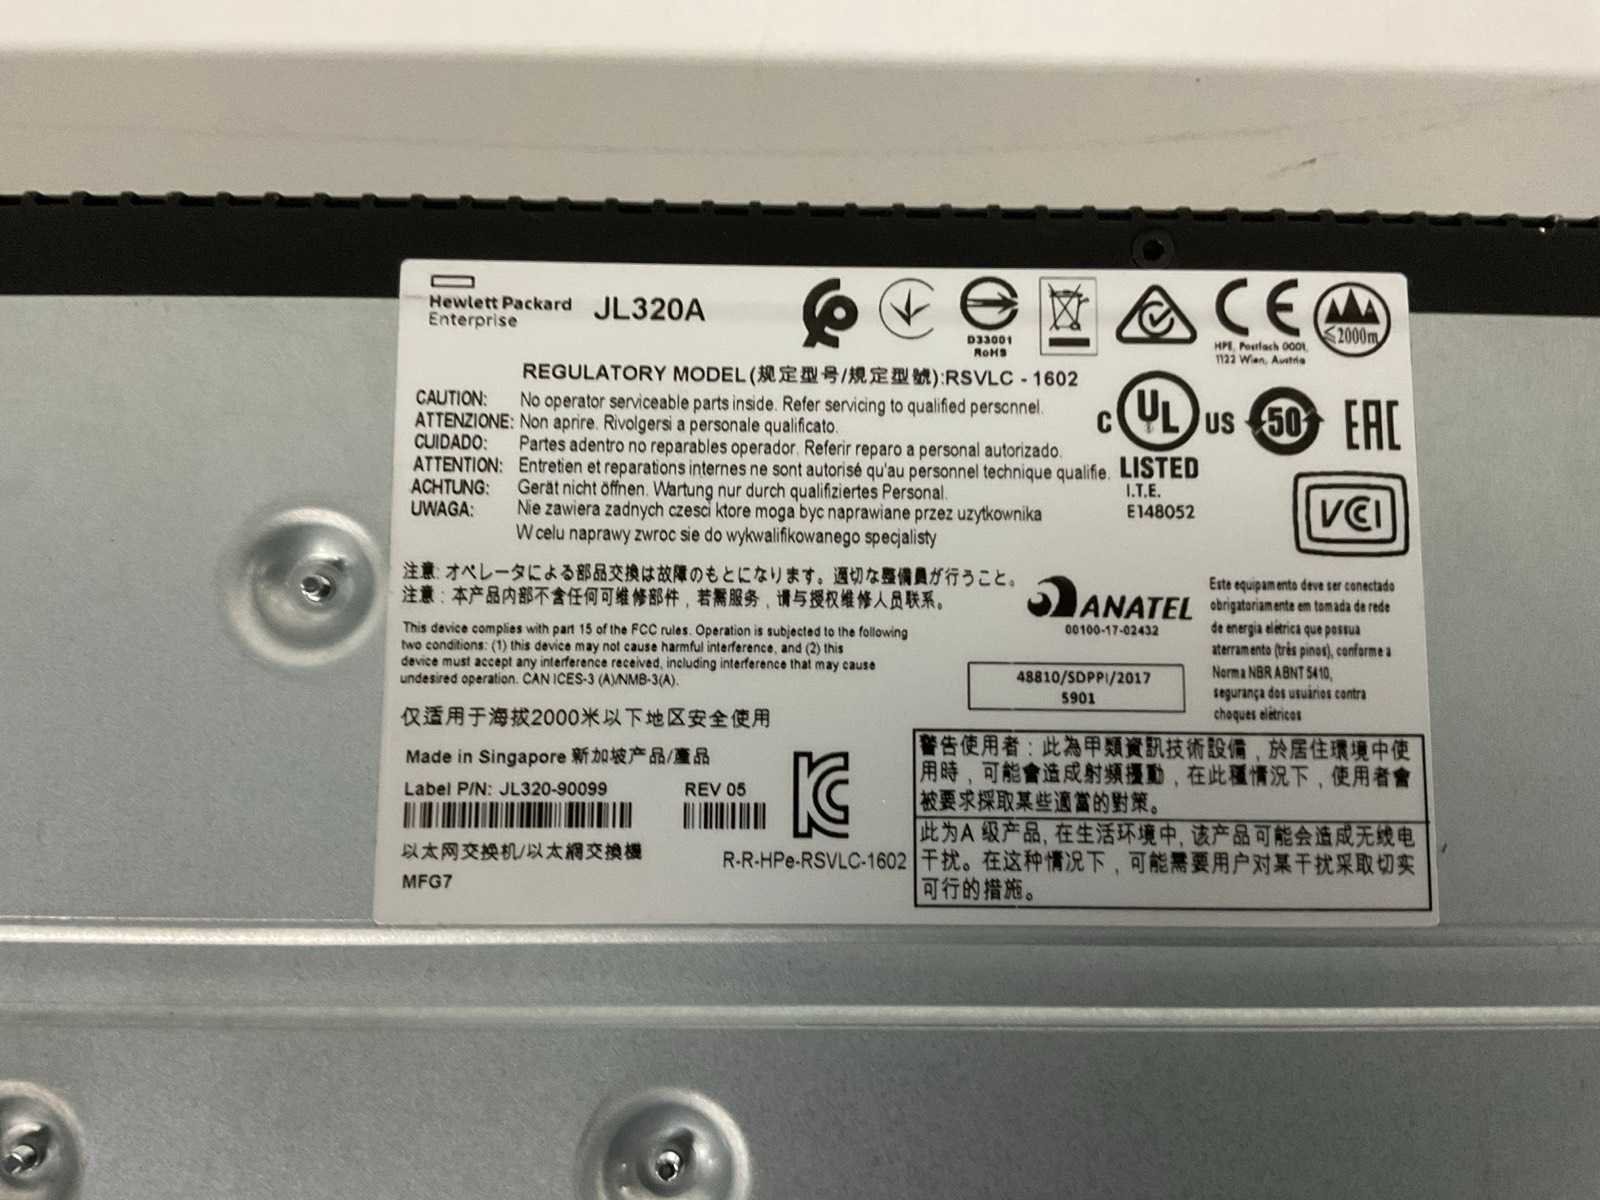 Hewlett Packard
Enterprise
JL320A
D33001
RoHS
HPE, Postfach 0001,
1122 Wien, Austria
≤2000m
REGULATORY MODEL(规定型号/規定型號):RSVLC - 1602
CAUTION: No operator serviceable parts inside. Refer servicing to qualified personnel.
ATTENZIONE: Non aprire. Rivolgersi a personale qualificato.
CUIDADO: Partes adentro no reparables operador. Referir reparo a personal autorizado.
ATTENTION: Entretien et reparations internes ne sont autorisé qu'au personnel technique qualifie.
ACHTUNG: Gerät nicht öffnen. Wartung nur durch qualifiziertes Personal.
UWAGA: Nie zawiera zadnych czesci ktore moga byc naprawiane przez uzytkownika
W celu naprawy zwroc sie do wykwalifikowanego specjalisty
C UL US
LISTED
I.T.E.
E148052
50
EAC
VCCI
注意: オペレータによる部品交換は故障のもとになります。適切な整備員が行うこと。
注意：本产品内部不含任何可维修部件，若需服务，请与授权维修人员联系。
This device complies with part 15 of the FCC rules. Operation is subjected to the following
two conditions: (1) this device may not cause harmful interference, and (2) this
device must accept any interference received, including interference that may cause
undesired operation. CAN ICES-3 (A)/NMB-3(A).
ANATEL
00100-17-02432
48810/SDPPI/2017
5901
Este equipamento deve ser conectado
obrigatoriamente em tomada de rede
de energia elétrica que possua
aterramento (três pinos), conforme a
Norma NBR ABNT 5410,
segurança dos usuários contra
choques elétricos
仅适用于海拔2000米以下地区安全使用
Made in Singapore 新加坡产品/產品
Label P/N: JL320-90099
REV 05
以太网交换机/以太網交換機
MFG7
R-R-HPe-RSVLC-1602
警告使用者：此為甲類資訊技術設備，於居住環境中使
用時，可能會造成射頻擾動，在此種情況下，使用者會
被要求採取某些適當的對策。
此为A 级产品, 在生活环境中, 该产品可能会造成无线电
干扰。在这种情况下，可能需要用户对某干扰采取切实
可行的措施。